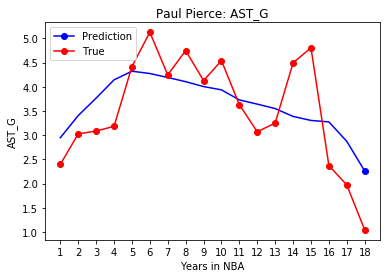 Paul Pierce: AST_G
Prediction
True
AST_G
5.0
4.5
4.0
3.5
3.0
2.5
2.0
1.5
1.0
1 2 3 4 5 6 7 8 9 10 11 12 13 14 15 16 17 18
Years in NBA